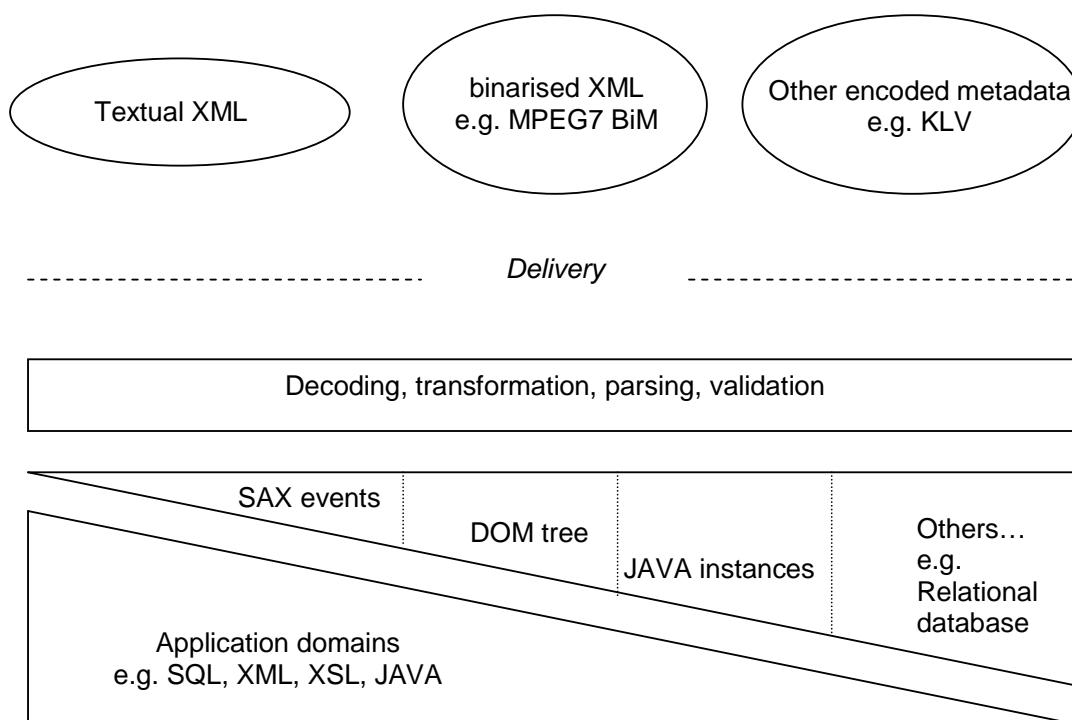 Textual XML
binarised XML
e.g. MPEG7 BiM
Other encoded metadata
e.g. KLV
Delivery
Decoding, transformation, parsing, validation
SAX events
DOM tree
JAVA instances
Others…
e.g.
Relational
database
Application domains
e.g. SQL, XML, XSL, JAVA